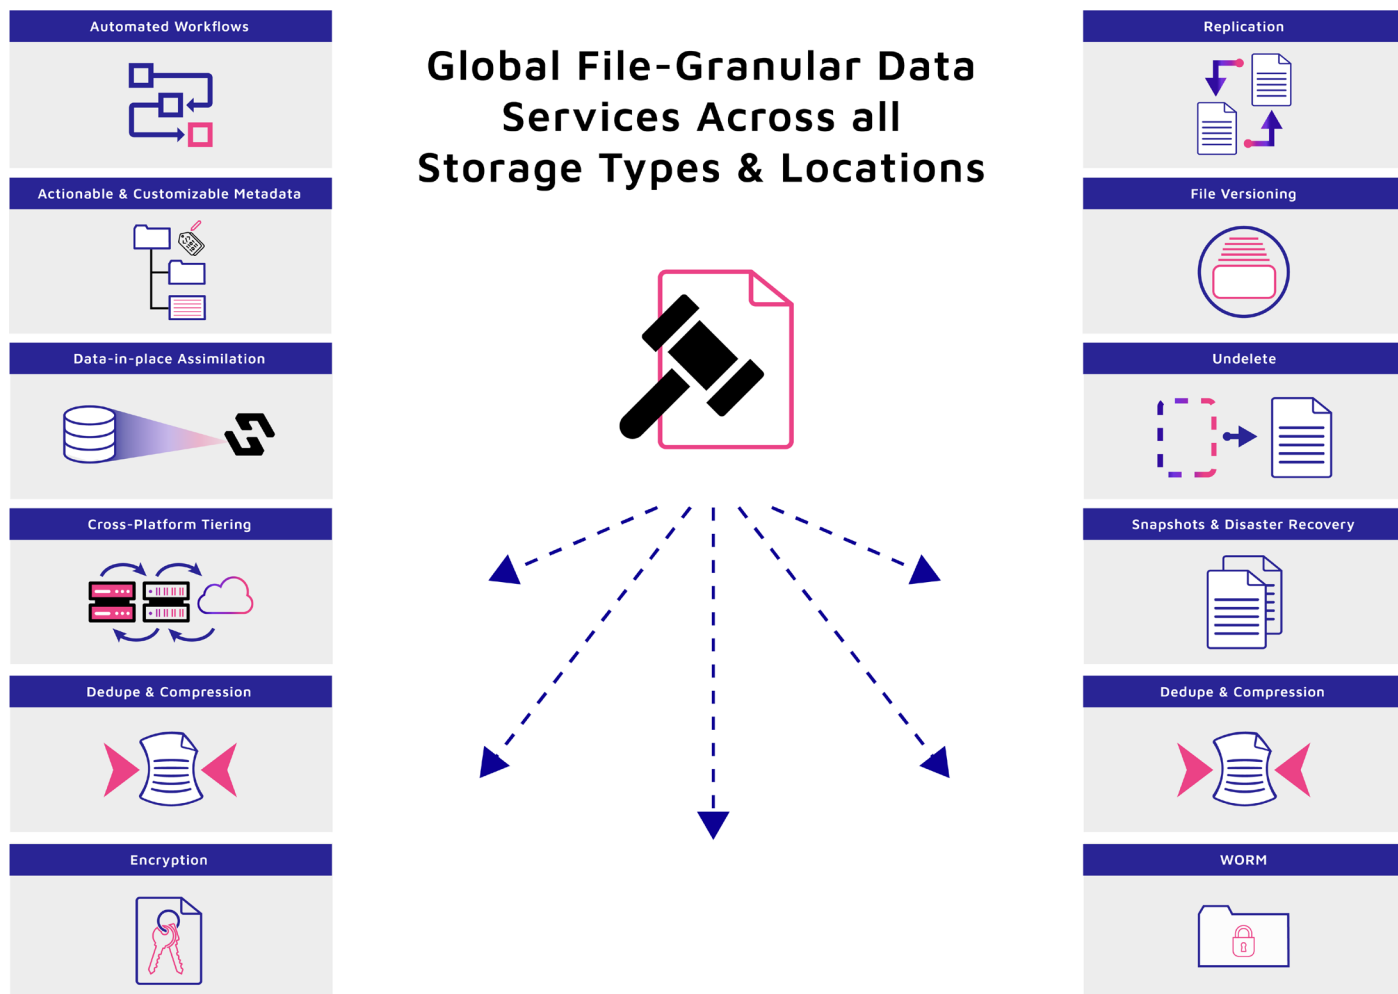 Automated Workflows
Actionable & Customizable Metadata
Data-in-place Assimilation
Cross-Platform Tiering
Dedupe & Compression
Encryption
Global File-Granular Data
Services Across all
Storage Types & Locations
Replication
File Versioning
Undelete
Snapshots & Disaster Recovery
Dedupe & Compression
WORM